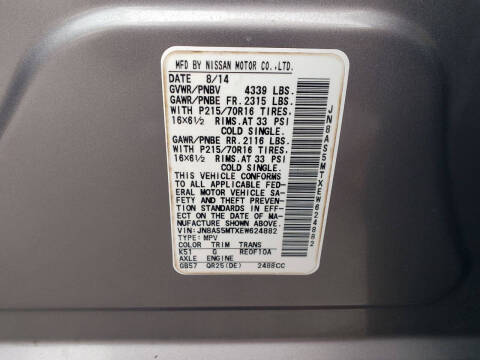 MFD BY NISSAN MOTOR CO.,LTD.
DATE 8/14
GVWR/PNBV 4339 LBS.
GAWR/PNBE FR. 2315 LBS.
WITH P215/70R16 TIRES.
16X6½ RIMS.AT 33 PSI
COLD SINGLE.
GAWR/PNBE RR. 2116 LBS.
WITH P215/70R16 TIRES.
16X6½ RIMS.AT 33 PSI
COLD SINGLE.
THIS VEHICLE CONFORMS
TO ALL APPLICABLE FED-
ERAL MOTOR VEHICLE SA-
FETY AND THEFT PREVEN-
TION STANDARDS IN EFF-
ECT ON THE DATE OF MAN-
UFACTURE SHOWN ABOVE.
VIN: JN8AS5MTXEW624882
TYPE: MPV
COLOR TRIM TRANS
K51 G RE0F10A
AXLE ENGINE
GB57 QR25(DE) 2488CC
JN8AS5MTXEW624882